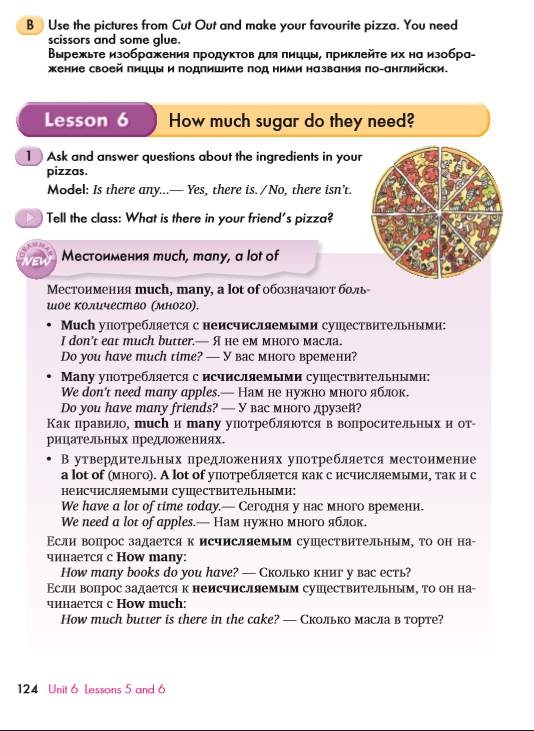 B Use the pictures from Cut Out and make your favourite pizza. You need
scissors and some glue.
Вырежьте изображения продуктов для пиццы, приклейте их на изобра-
жение своей пиццы и подпишите под ними названия по-английски.
Lesson 6 How much sugar do they need?
1 Ask and answer questions about the ingredients in your
pizzas.
Model: Is there any...— Yes, there is. / No, there isn't.
Tell the class: What is there in your friend's pizza?
GRAMMAR
NEW
Местоимения much, many, a lot of
Местоимения much, many, a lot of обозначают боль-
шое количество (много).
• Much употребляется с неисчисляемыми существительными:
I don't eat much butter.— Я не ем много масла.
Do you have much time? — У вас много времени?
• Many употребляется с исчисляемыми существительными:
We don't need many apples.— Нам не нужно много яблок.
Do you have many friends? — У вас много друзей?
Как правило, much и many употребляются в вопросительных и от-
рицательных предложениях.
• В утвердительных предложениях употребляется местоимение
a lot of (много). A lot of употребляется как с исчисляемыми, так и с
неисчисляемыми существительными:
We have a lot of time today.— Сегодня у нас много времени.
We need a lot of apples.— Нам нужно много яблок.
Если вопрос задается к исчисляемым существительным, то он на-
чинается с How many:
How many books do you have? — Сколько книг у вас есть?
Если вопрос задается к неисчисляемым существительным, то он на-
чинается с How much:
How much butter is there in the cake? — Сколько масла в торте?
124 Unit 6 Lessons 5 and 6